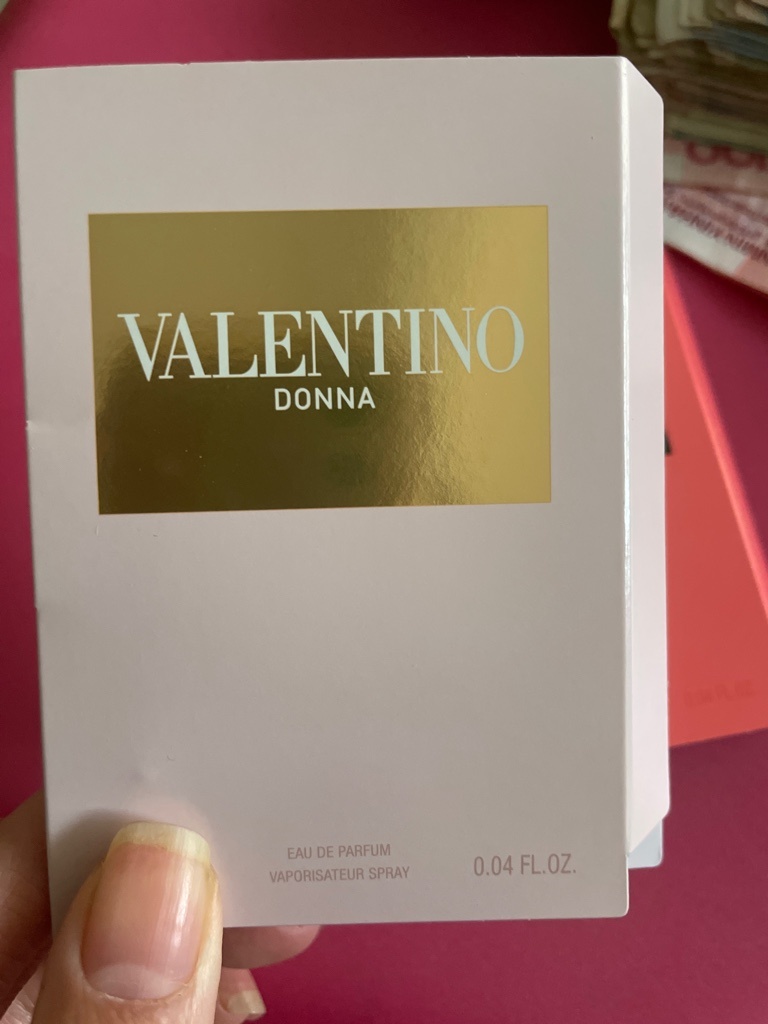 VALENTINO
DONNA
EAU DE PARFUM
VAPORISATEUR SPRAY
0.04 FL.OZ.